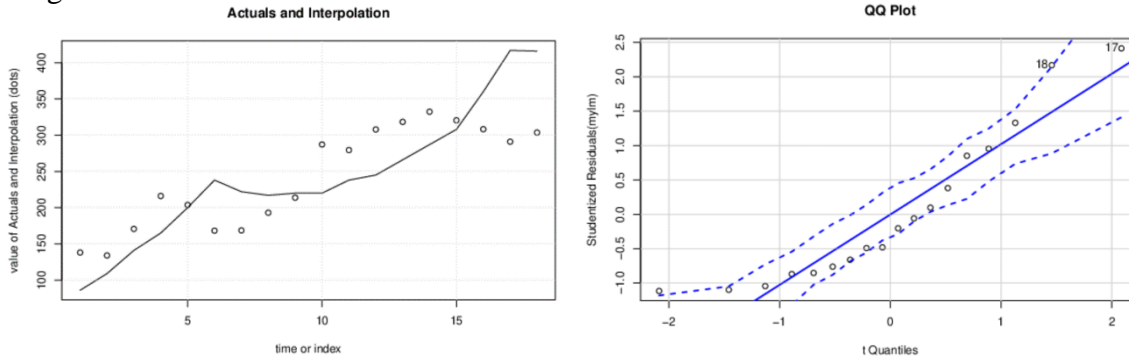 Actuals and Interpolation
value of Actuals and Interpolation (dots)
100 150 200 250 300 350 400
5 10 15
time or index
QQ Plot
Studentized Residuals(mylm)
−1.0 −0.5 0.0 0.5 1.0 1.5 2.0 2.5
17
18
−2 −1 0 1 2
t Quantiles